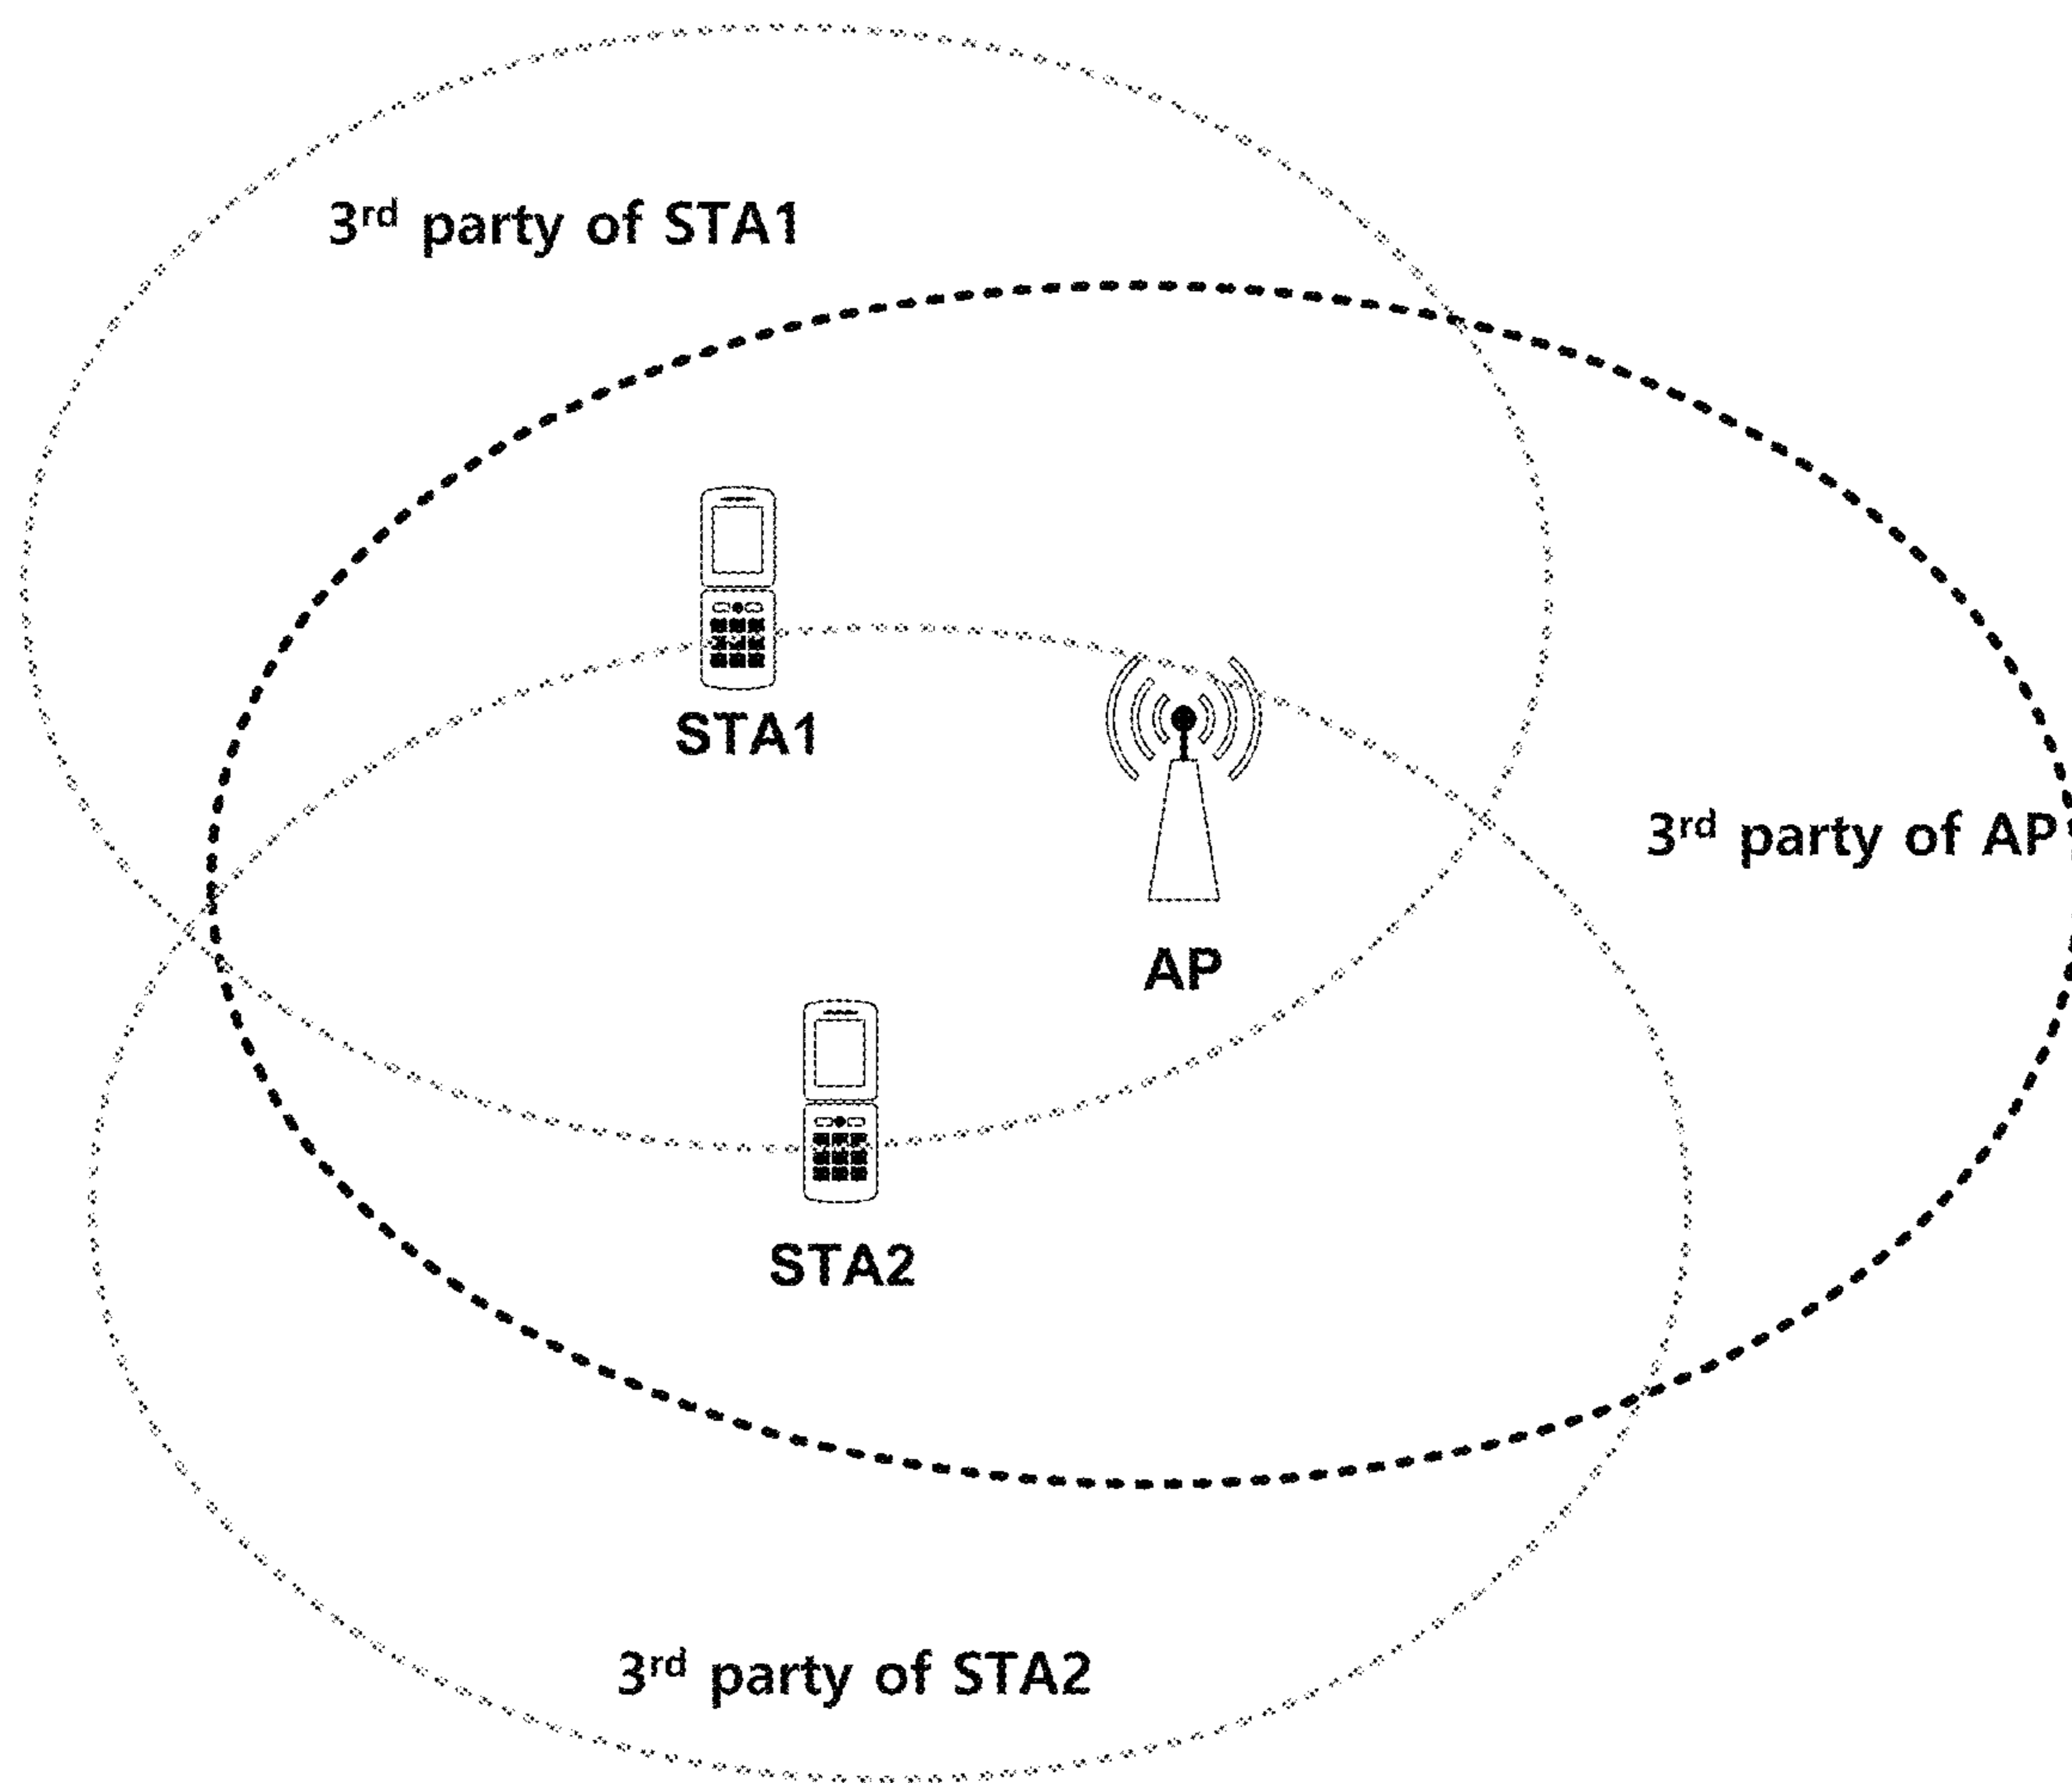 3rd party of STA1
STA1
3rd party of AP
AP
STA2
3rd party of STA2